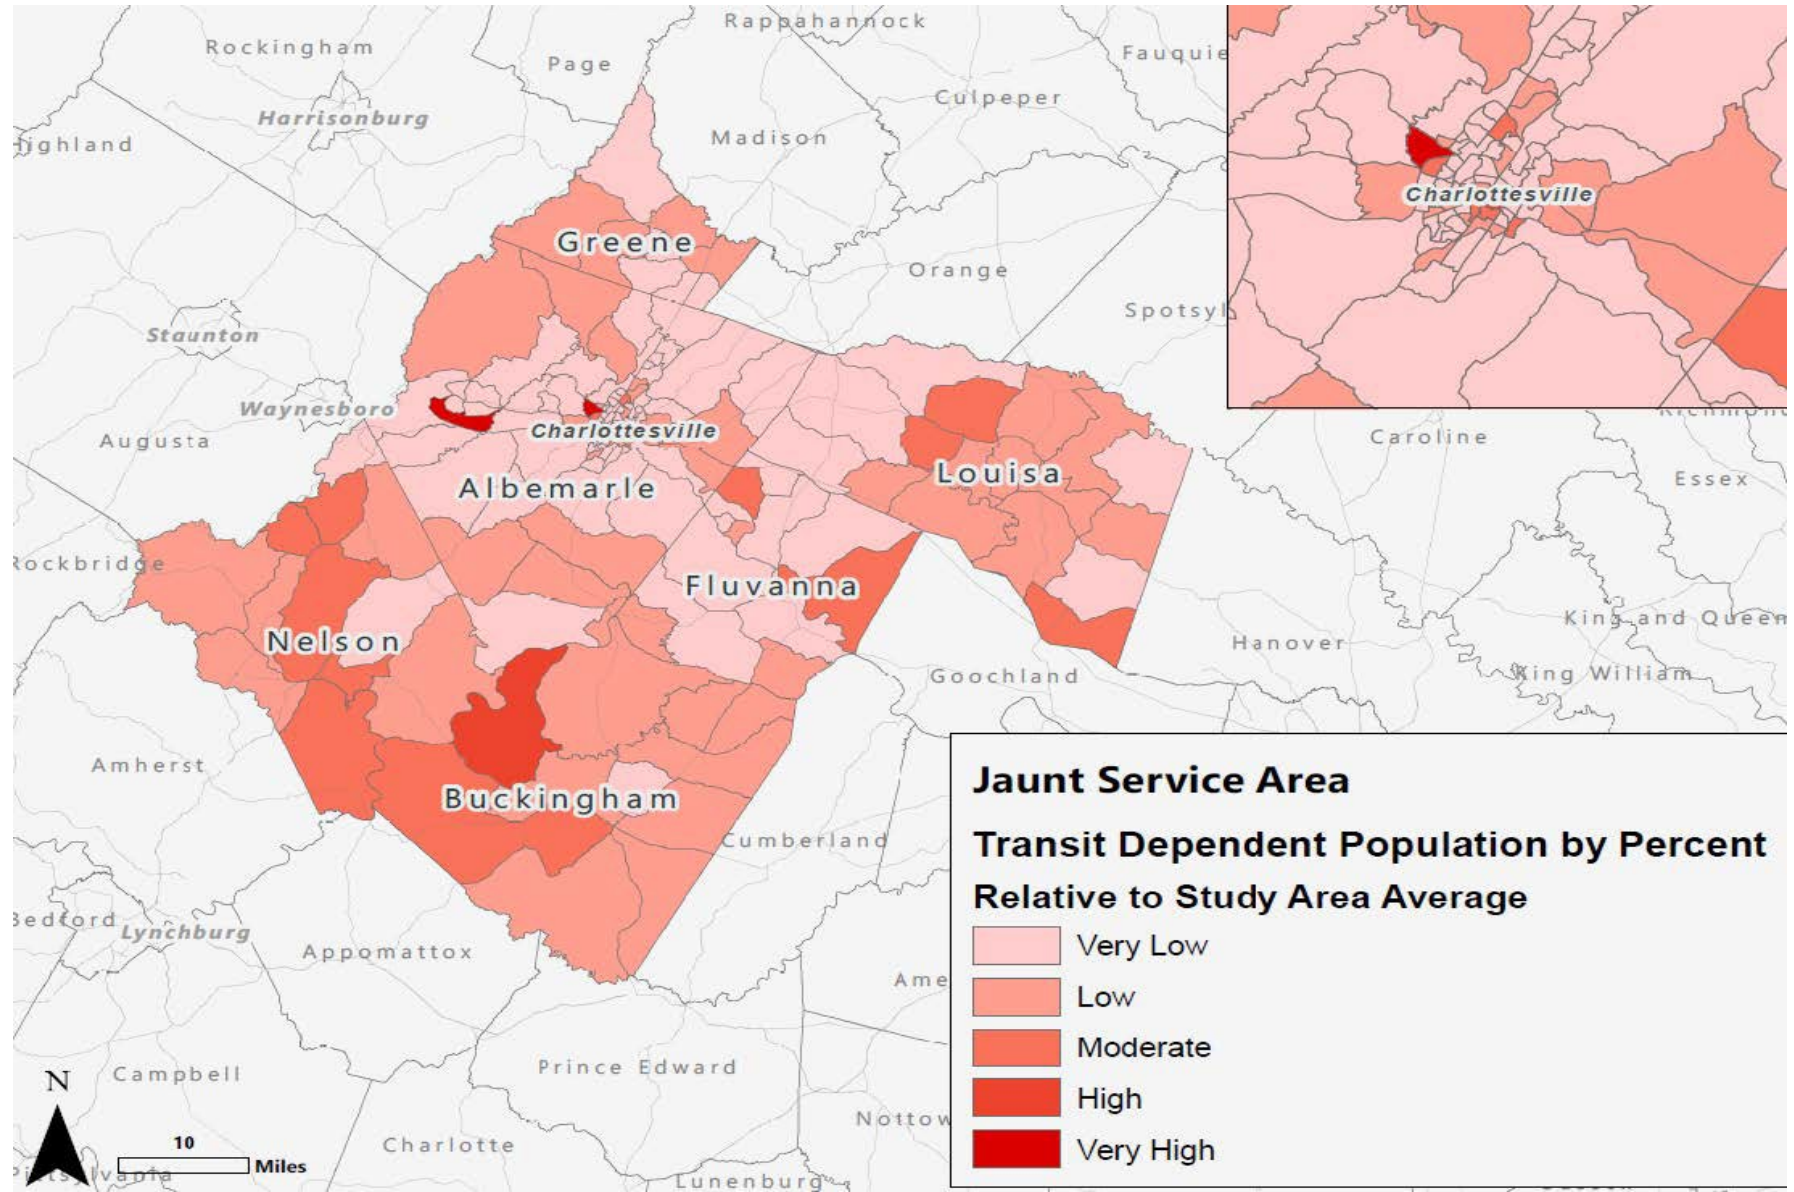 Rappahannock
Rockingham
Page
Fauquie
Culpeper
Harrisonburg
Madison
ighland
Charlottesville
Greene
Orange
Spotsyl
Staunton
Waynesboro
Charlottesville
Augusta
Caroline
Louisa
Albemarle
Essex
Rockbridge
Fluvanna
King and Queen
Nelson
Hanover
Goochland
King William
Amherst
Buckingham
Cumberland
Bedford
Lynchburg
Appomattox
Ame
Prince Edward
Campbell
Nottow
Charlotte
Lunenburg
N
10
Miles
Jaunt Service Area
Transit Dependent Population by Percent
Relative to Study Area Average
Very Low
Low
Moderate
High
Very High